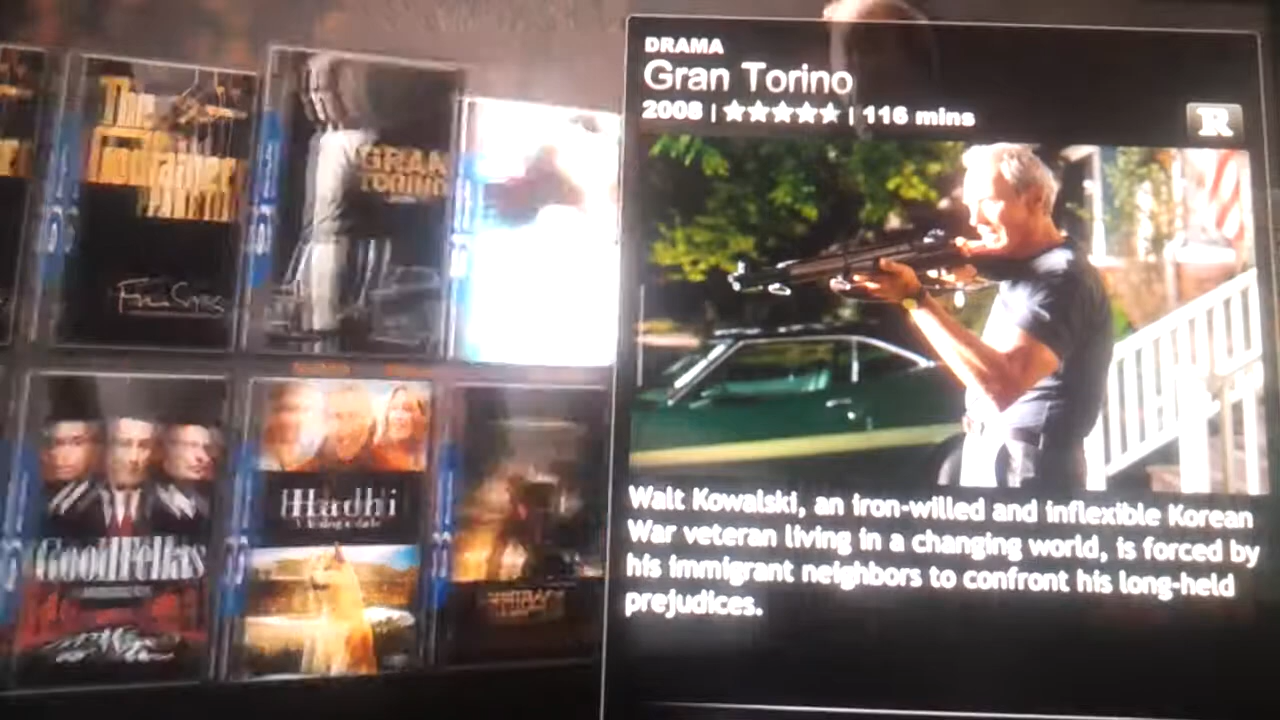 The
Godfather
GRAN
TORINO
GoodFellas
Hachi
DRAMA
Gran Torino
2008 | ★★★★★ | 116 mins
R
Walt Kowalski, an iron-willed and inflexible Korean
War veteran living in a changing world, is forced by
his immigrant neighbors to confront his long-held
prejudices.